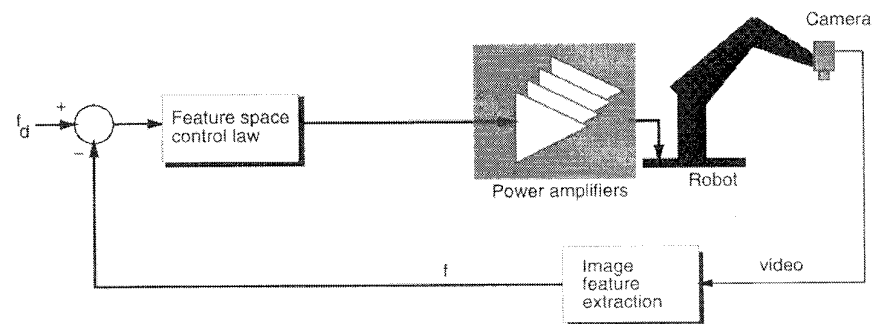 Camera
f
d
+
−
Feature space
control law
Power amplifiers
Robot
f
Image
feature
extraction
video